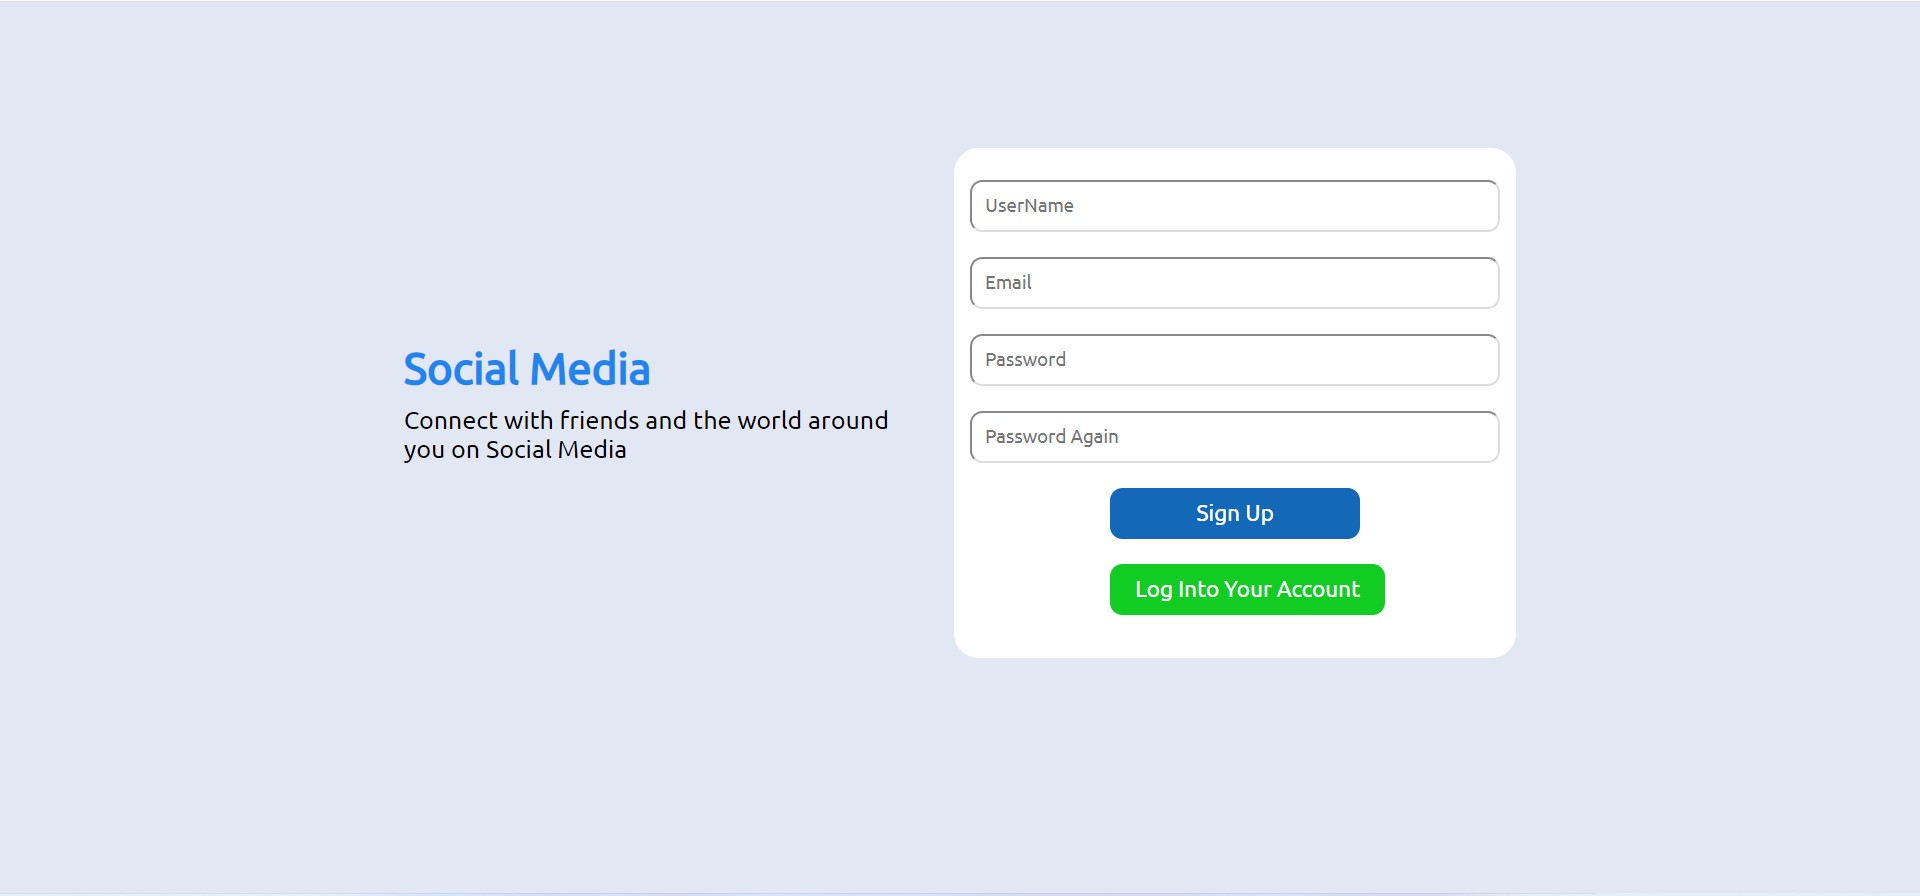 Social Media
Connect with friends and the world around
you on Social Media
UserName
Email
Password
Password Again
Sign Up
Log Into Your Account